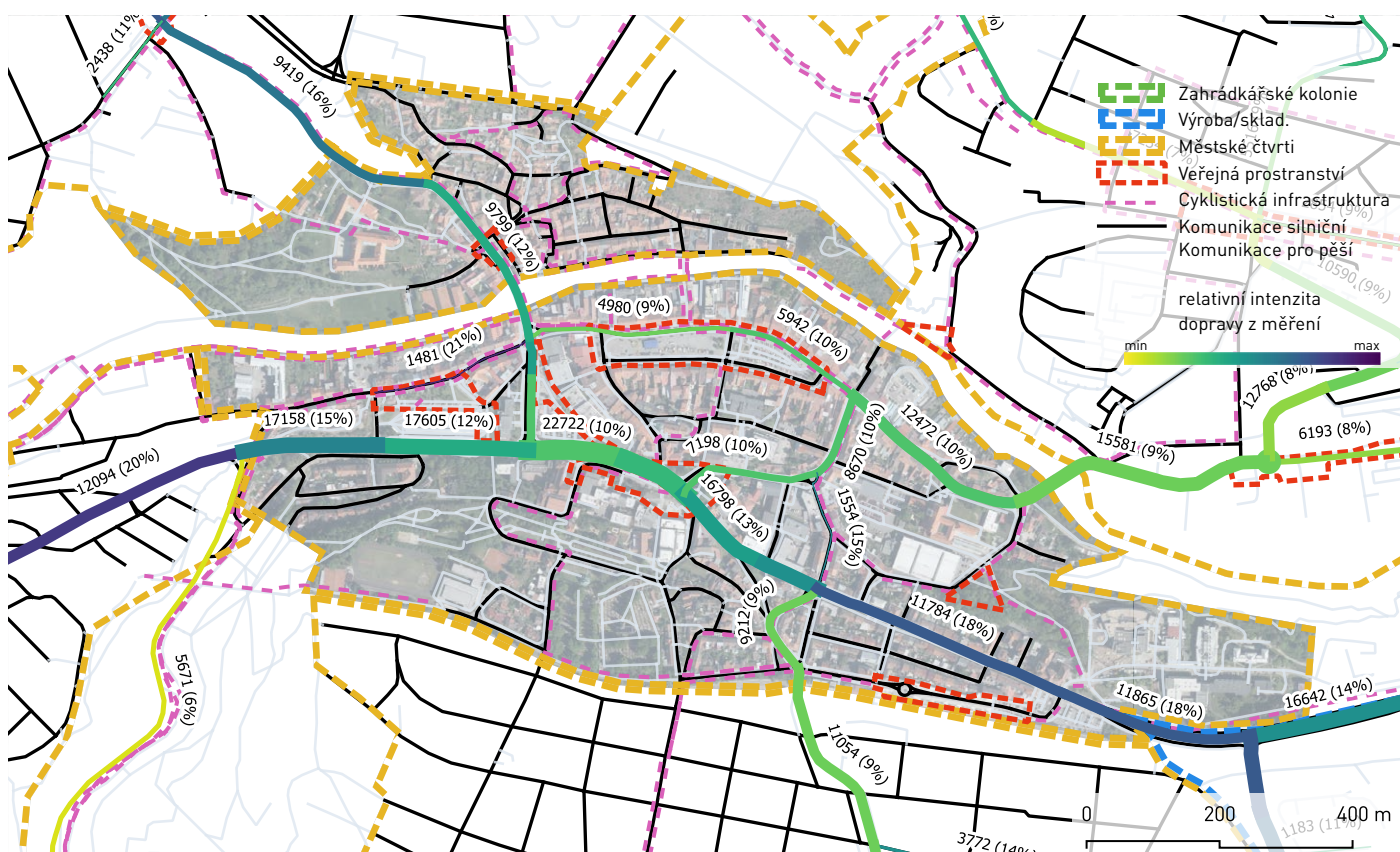 2438 (11%)
9419 (16%)
9799 (12%)
Zahrádkářské kolonie
Výroba/sklad.
Městské čtvrti
Veřejná prostranství
Cyklistická infrastruktura
Komunikace silniční
Komunikace pro pěší
relativní intenzita
dopravy z měření
min
max
10590 (9%)
4980 (9%)
5942 (10%)
1481 (21%)
17158 (15%)
17605 (12%)
22722 (10%)
7198 (10%)
8670 (10%)
12472 (10%)
12768 (8%)
15581 (9%)
6193 (8%)
12094 (20%)
16798 (13%)
1554 (15%)
9212 (9%)
11784 (18%)
5671 (6%)
11865 (18%)
16642 (14%)
11054 (9%)
3772 (14%)
1183 (11%)
0
200
400 m